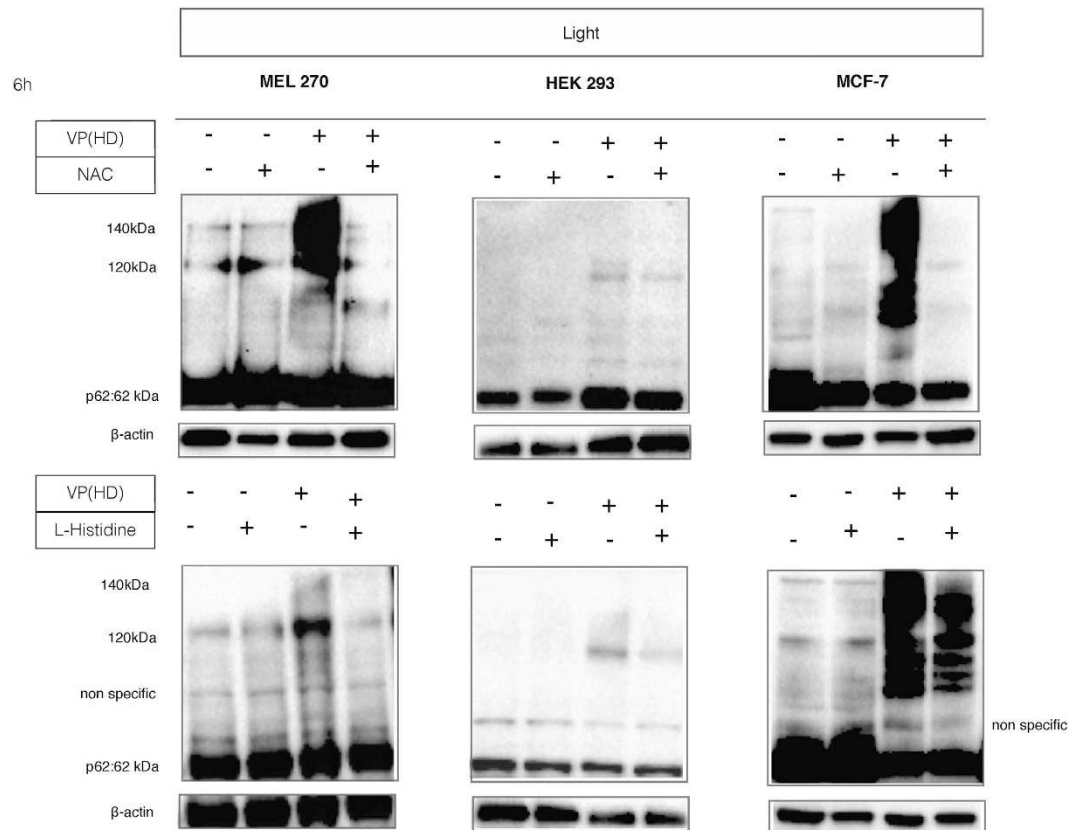 Light
6h MEL 270 HEK 293 MCF-7
VP(HD) - - + + - - + + - - + +
NAC - + - + - + - + - + - +
140kDa
120kDa
p62:62 kDa
β-actin
VP(HD) - - + + - - + + - - + +
L-Histidine - + - + - + - + - + - +
140kDa
120kDa
non specific
non specific
p62:62 kDa
β-actin